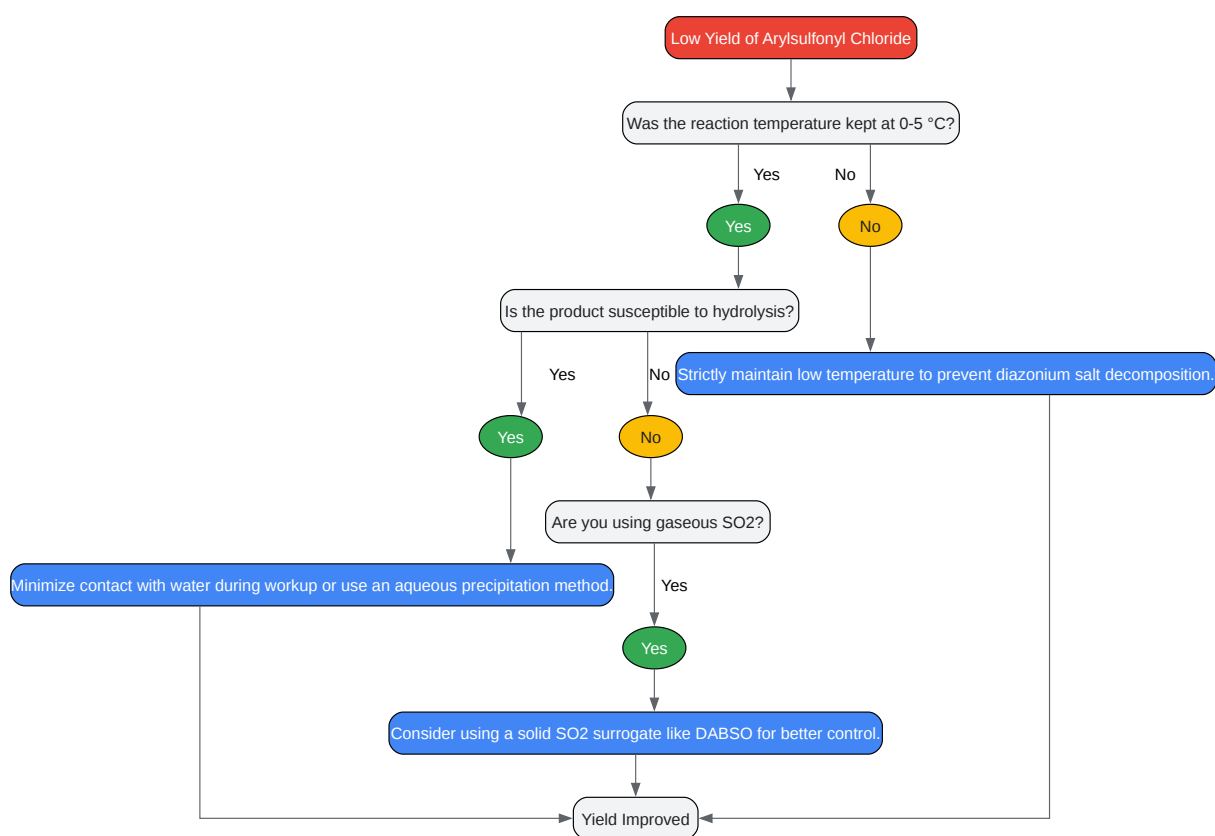 Low Yield of Arylsulfonyl Chloride
Was the reaction temperature kept at 0-5 °C?
Yes
No
Yes
No
Is the product susceptible to hydrolysis?
Yes
No
Strictly maintain low temperature to prevent diazonium salt decomposition.
Yes
No
Are you using gaseous SO2?
Minimize contact with water during workup or use an aqueous precipitation method.
Yes
Yes
Consider using a solid SO2 surrogate like DABSO for better control.
Yield Improved